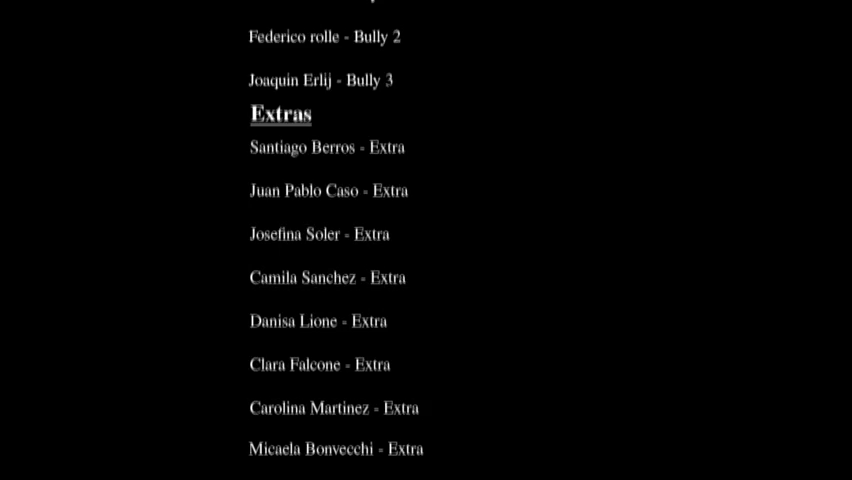 Federico rolle - Bully 2
Joaquin Erlij - Bully 3
Extras
Santiago Berros - Extra
Juan Pablo Caso - Extra
Josefina Soler - Extra
Camila Sanchez - Extra
Danisa Lione - Extra
Clara Falcone - Extra
Carolina Martinez - Extra
Micaela Bonvecchi - Extra